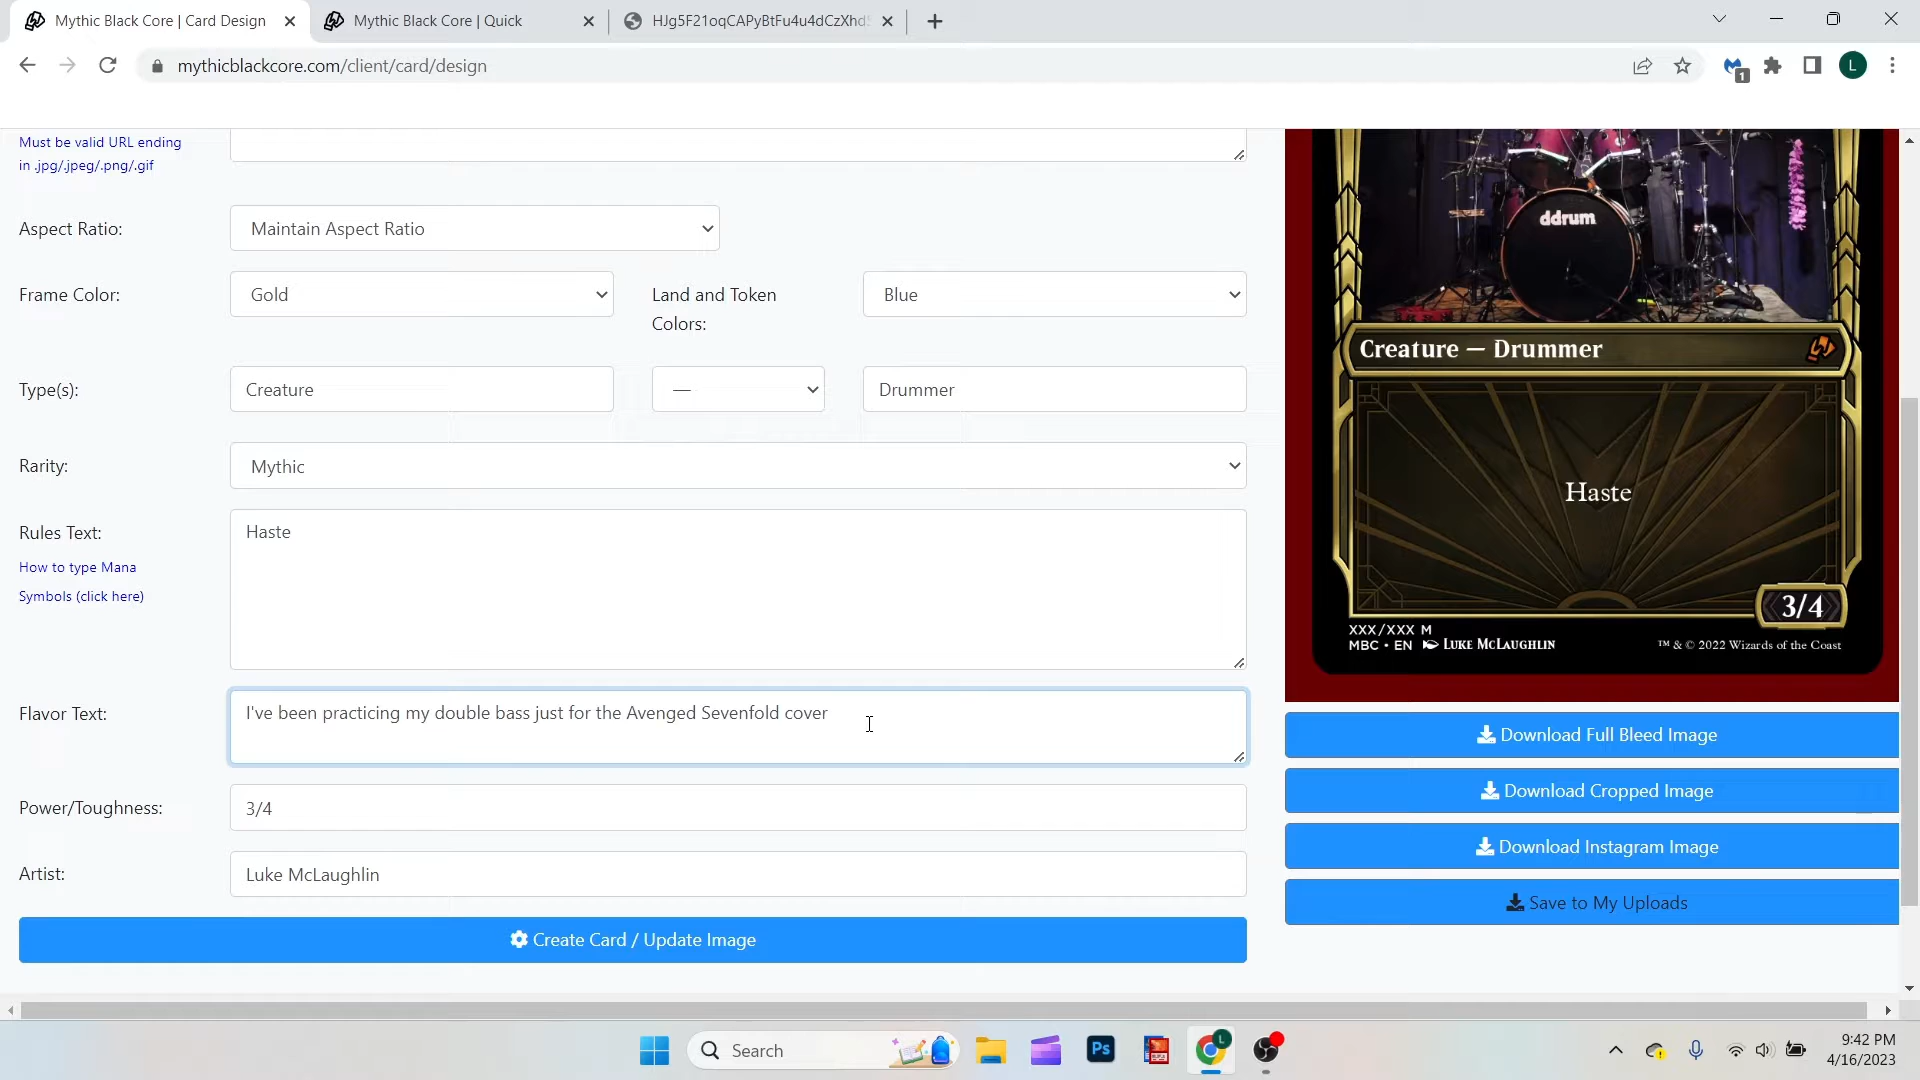 Mythic Black Core | Card Design
Mythic Black Core | Quick
HJg5F21oqCAPyBtFu4u4dCzXhd
mythicblackcore.com/client/card/design
1
L
Must be valid URL ending
in .jpg/.jpeg/.png/.gif
Aspect Ratio:
Maintain Aspect Ratio
Frame Color:
Gold
Land and Token
Colors:
Blue
Type(s):
Creature
—
Drummer
Rarity:
Mythic
Rules Text:
How to type Mana
Symbols (click here)
Haste
Flavor Text:
I've been practicing my double bass just for the Avenged Sevenfold cover
Power/Toughness:
3/4
Artist:
Luke McLaughlin
Create Card / Update Image
ddrum
Creature — Drummer
Haste
3/4
XXX/XXX M
MBC • EN Luke McLaughlin
™ & © 2022 Wizards of the Coast
Download Full Bleed Image
Download Cropped Image
Download Instagram Image
Save to My Uploads
Search
Ps
L
9:42 PM
4/16/2023